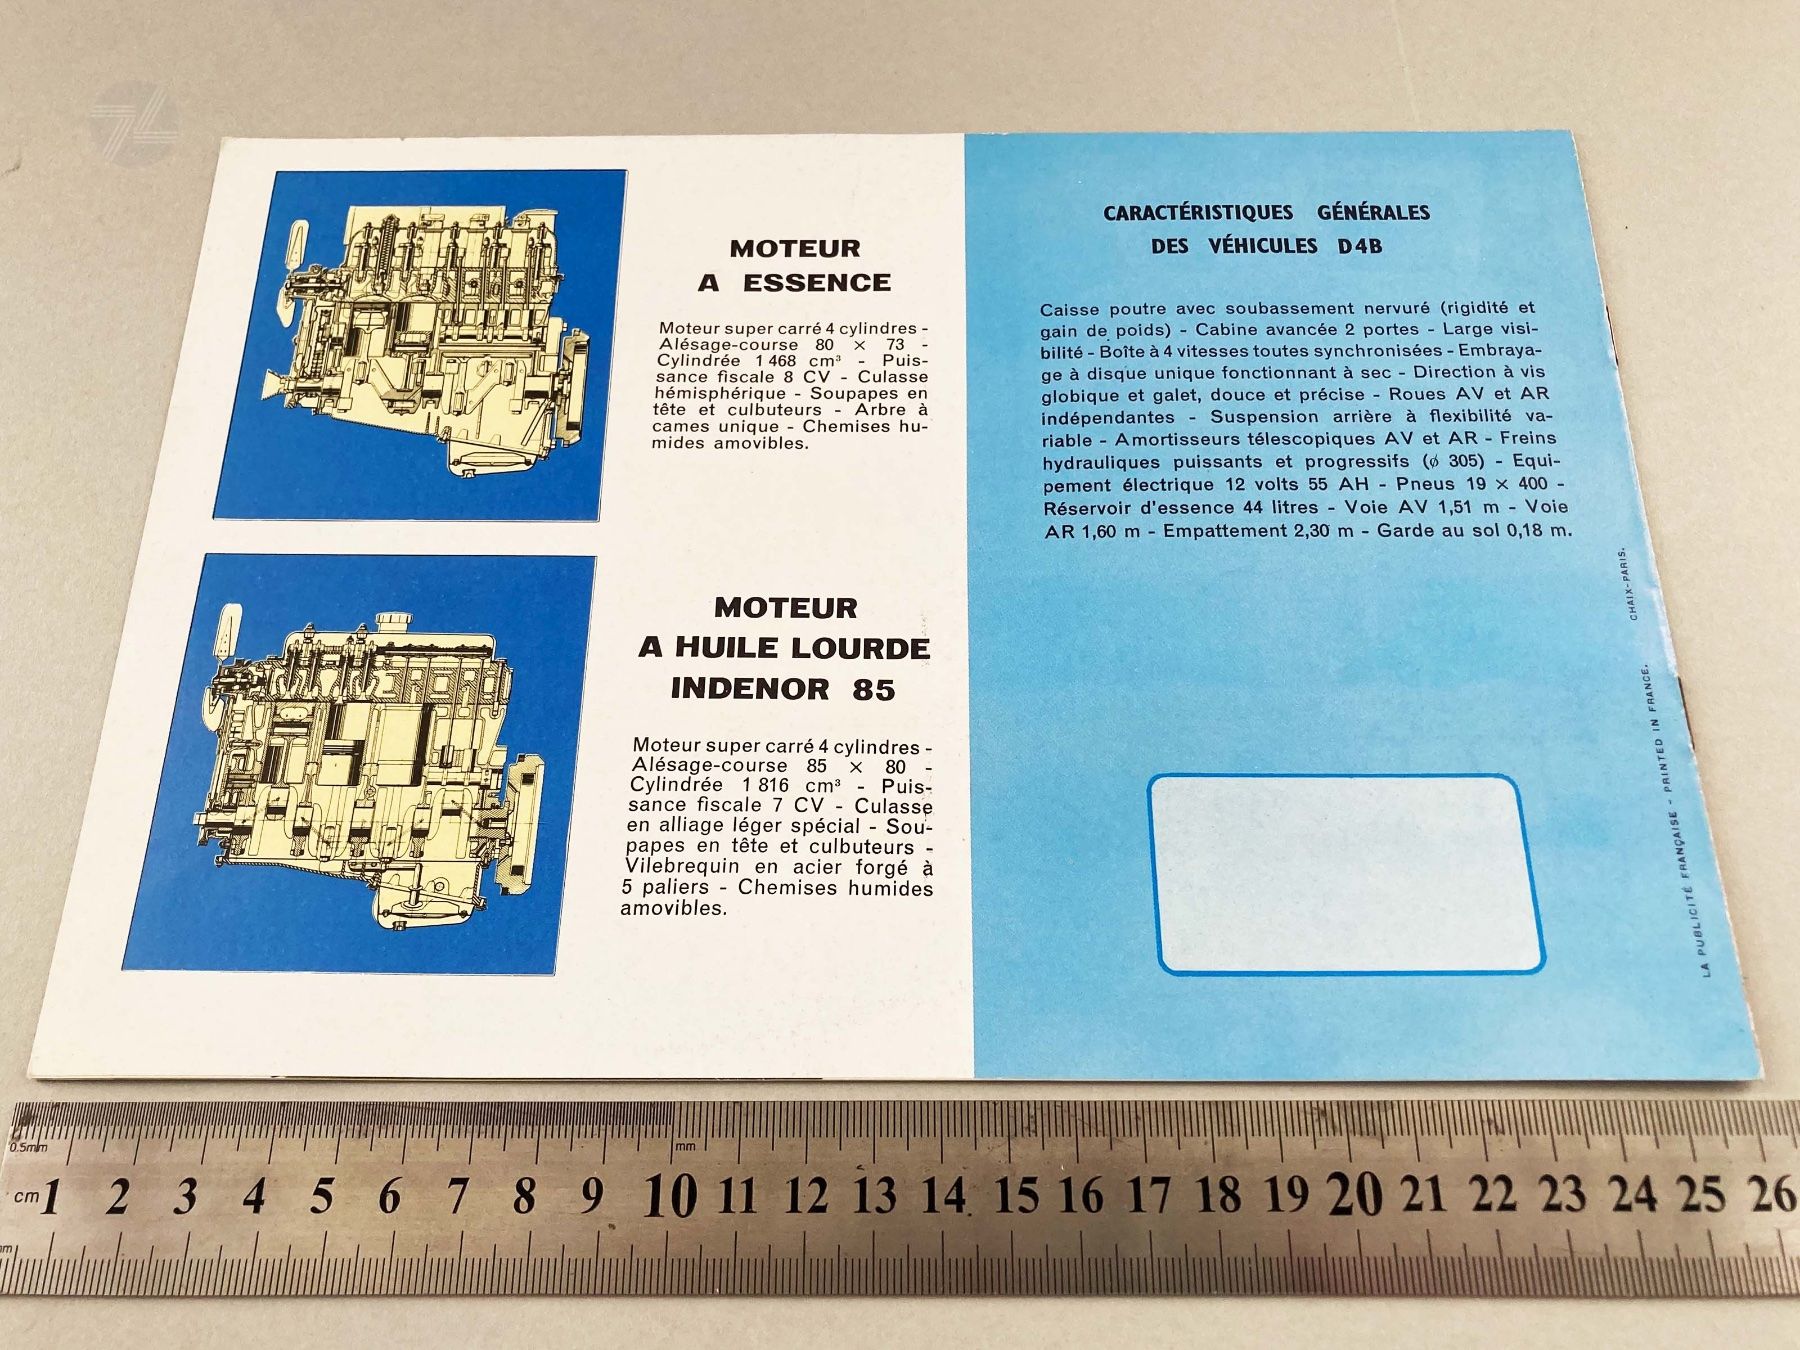 MOTEUR
A ESSENCE
Moteur super carré 4 cylindres -
Alésage-course 80 × 73 -
Cylindrée 1 468 cm³ - Puis-
sance fiscale 8 CV - Culasse
hémisphérique - Soupapes en
tête et culbuteurs - Arbre à
cames unique - Chemises hu-
mides amovibles.
MOTEUR
A HUILE LOURDE
INDENOR 85
Moteur super carré 4 cylindres -
Alésage-course 85 × 80 -
Cylindrée 1 816 cm³ - Puis-
sance fiscale 7 CV - Culasse
en alliage léger spécial - Sou-
papes en tête et culbuteurs -
Vilebrequin en acier forgé à
5 paliers - Chemises humides
amovibles.
CARACTÉRISTIQUES GÉNÉRALES
DES VÉHICULES D4B
Caisse poutre avec soubassement nervuré (rigidité et
gain de poids) - Cabine avancée 2 portes - Large visi-
bilité - Boîte à 4 vitesses toutes synchronisées - Embraya-
ge à disque unique fonctionnant à sec - Direction à vis
globique et galet, douce et précise - Roues AV et AR
indépendantes - Suspension arrière à flexibilité va-
riable - Amortisseurs télescopiques AV et AR - Freins
hydrauliques puissants et progressifs (ø 305) - Equi-
pement électrique 12 volts 55 AH - Pneus 19 × 400 -
Réservoir d'essence 44 litres - Voie AV 1,51 m - Voie
AR 1,60 m - Empattement 2,30 m - Garde au sol 0,18 m.
LA PUBLICITÉ FRANÇAISE - PRINTED IN FRANCE. CHAIX-PARIS.
0.5mm mm
cm 1 2 3 4 5 6 7 8 9 10 11 12 13 14 15 16 17 18 19 20 21 22 23 24 25 26